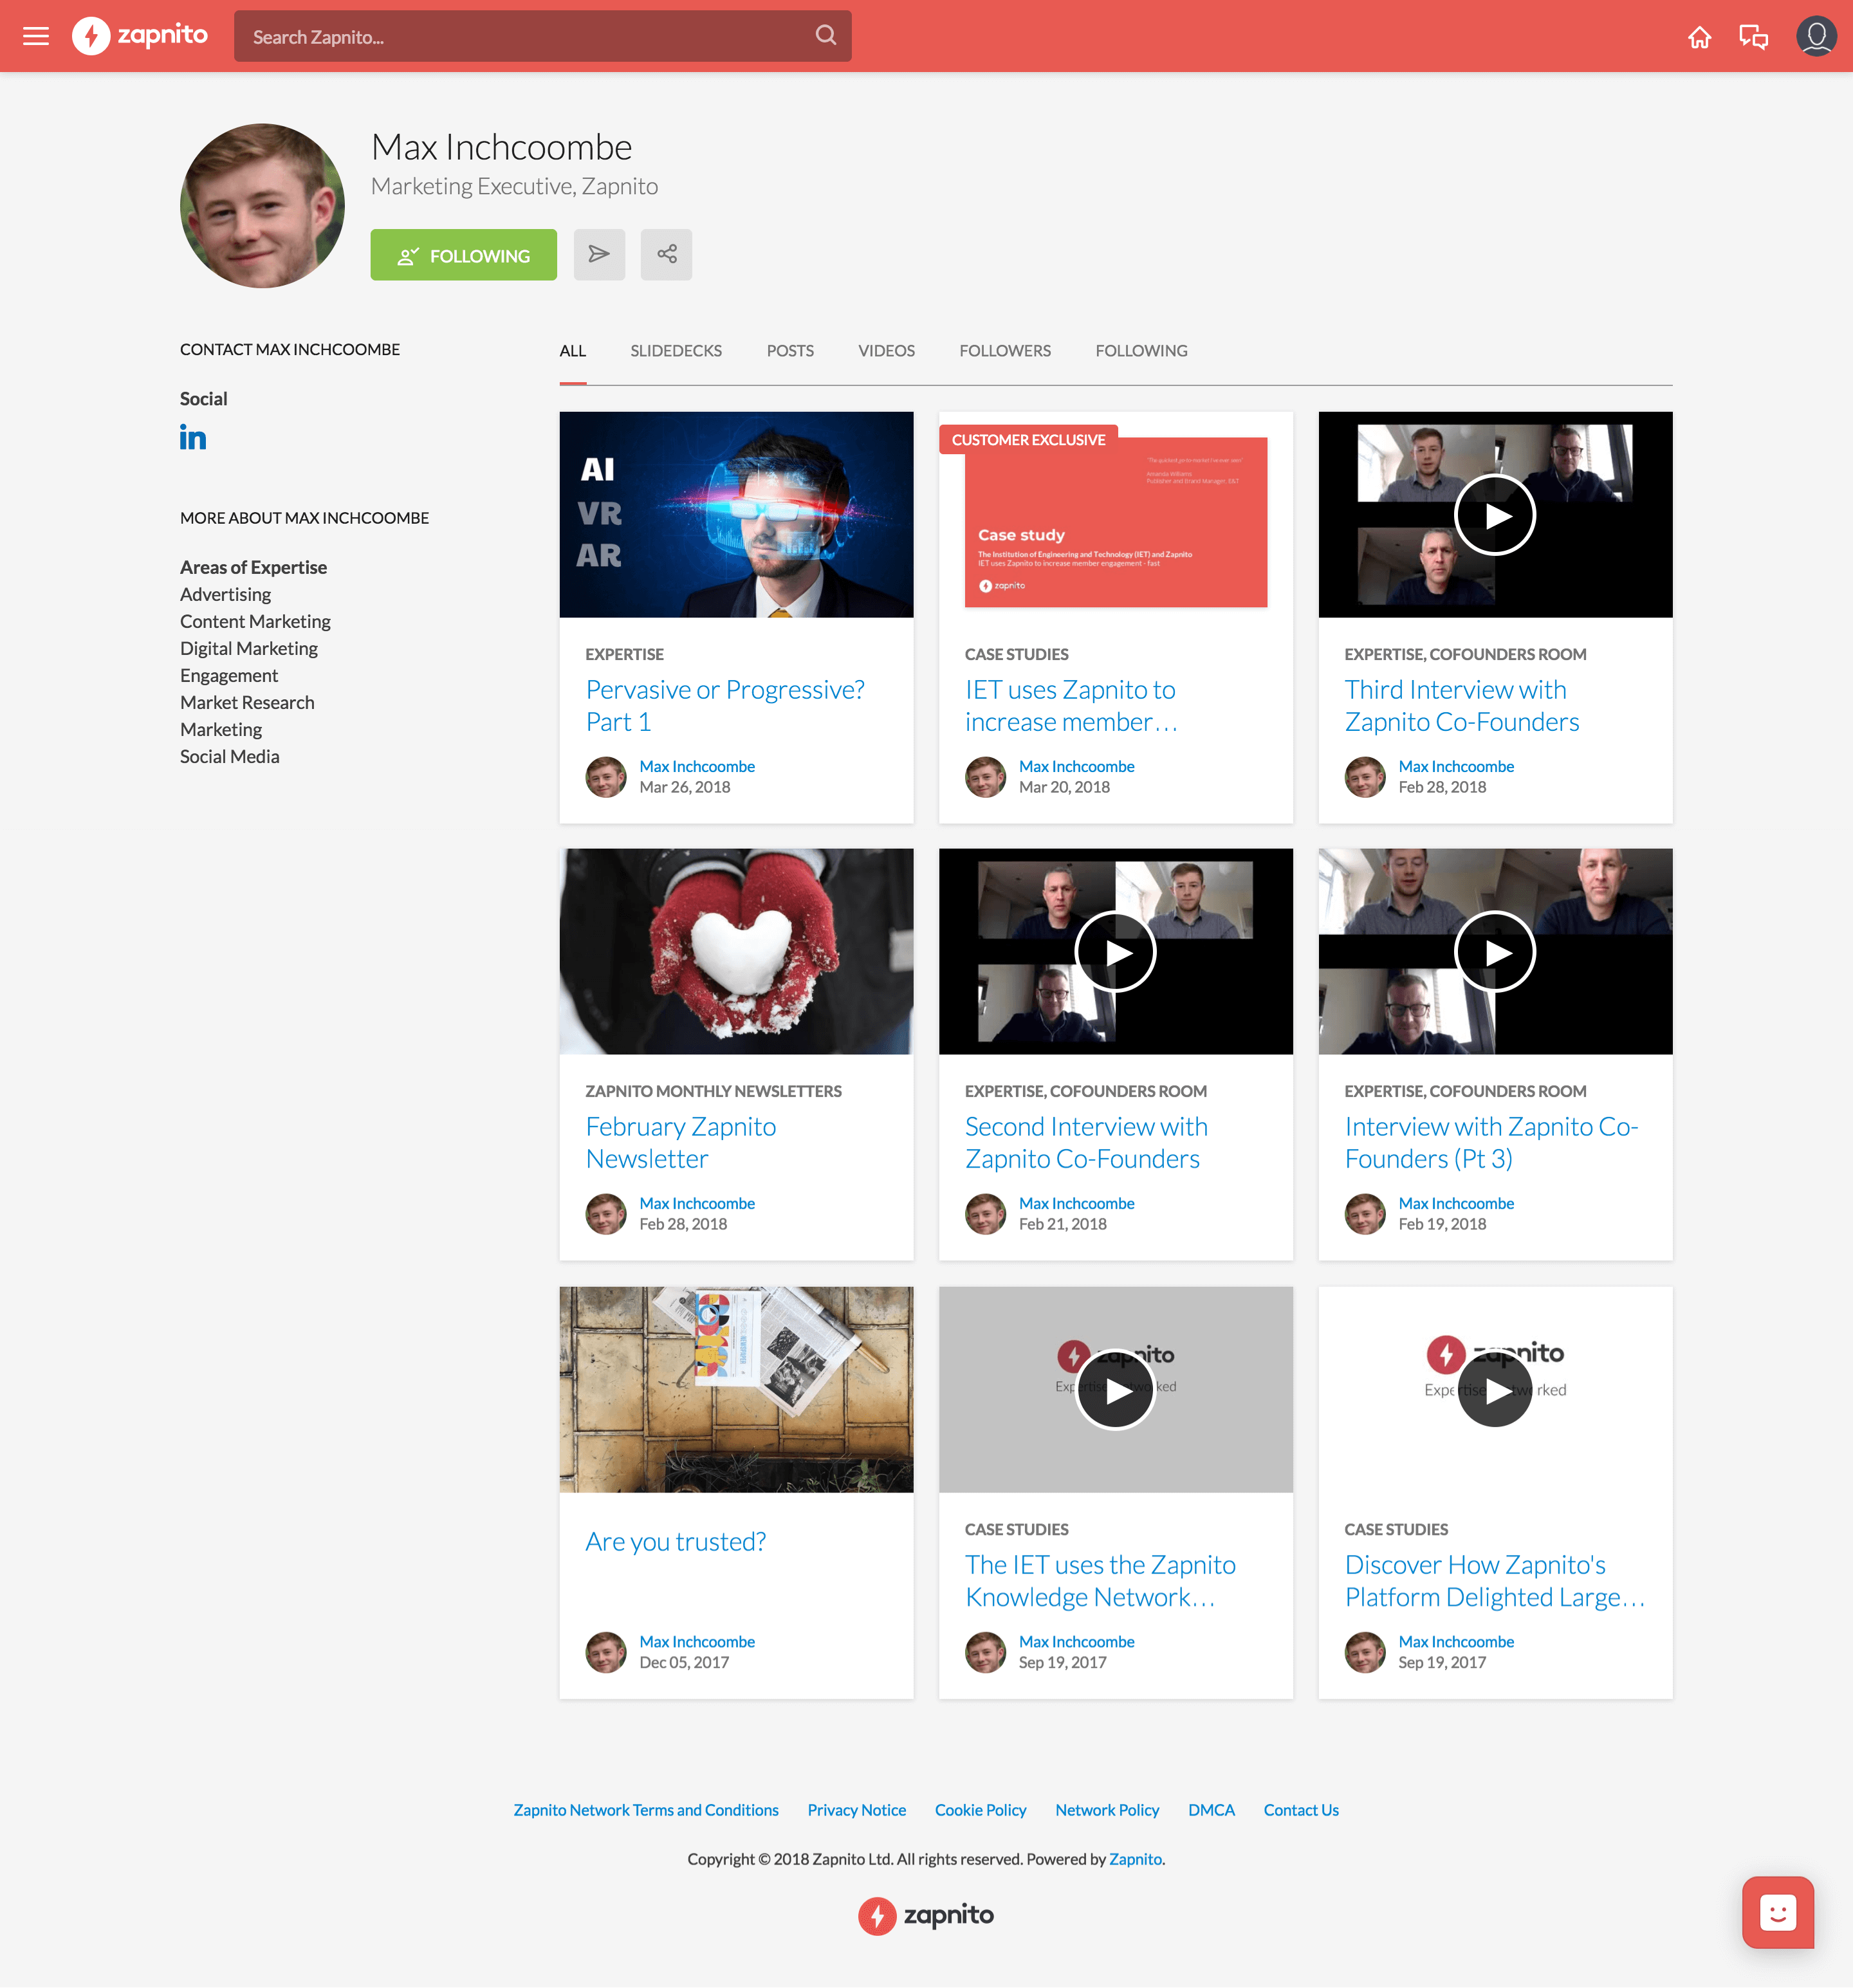 zapnito
Search Zapnito...
Max Inchcoombe
Marketing Executive, Zapnito
FOLLOWING
CONTACT MAX INCHCOOMBE
Social
in
MORE ABOUT MAX INCHCOOMBE
Areas of Expertise
Advertising
Content Marketing
Digital Marketing
Engagement
Market Research
Marketing
Social Media
ALL SLIDEDECKS POSTS VIDEOS FOLLOWERS FOLLOWING
AI
VR
AR
EXPERTISE
Pervasive or Progressive?
Part 1
Max Inchcoombe
Mar 26, 2018
CUSTOMER EXCLUSIVE
Amanda Williams
Publisher and Brand Manager, E&T
Case study
The Institution of Engineering and Technology (IET) and Zapnito
IET uses Zapnito to increase member engagement - fast
zapnito
CASE STUDIES
IET uses Zapnito to
increase member…
Max Inchcoombe
Mar 20, 2018
EXPERTISE, COFOUNDERS ROOM
Third Interview with
Zapnito Co-Founders
Max Inchcoombe
Feb 28, 2018
ZAPNITO MONTHLY NEWSLETTERS
February Zapnito
Newsletter
Max Inchcoombe
Feb 28, 2018
EXPERTISE, COFOUNDERS ROOM
Second Interview with
Zapnito Co-Founders
Max Inchcoombe
Feb 21, 2018
EXPERTISE, COFOUNDERS ROOM
Interview with Zapnito Co-
Founders (Pt 3)
Max Inchcoombe
Feb 19, 2018
Are you trusted?
Max Inchcoombe
Dec 05, 2017
zapnito
CASE STUDIES
The IET uses the Zapnito
Knowledge Network…
Max Inchcoombe
Sep 19, 2017
zapnito
CASE STUDIES
Discover How Zapnito's
Platform Delighted Large…
Max Inchcoombe
Sep 19, 2017
Zapnito Network Terms and Conditions Privacy Notice Cookie Policy Network Policy DMCA Contact Us
Copyright © 2018 Zapnito Ltd. All rights reserved. Powered by Zapnito.
zapnito